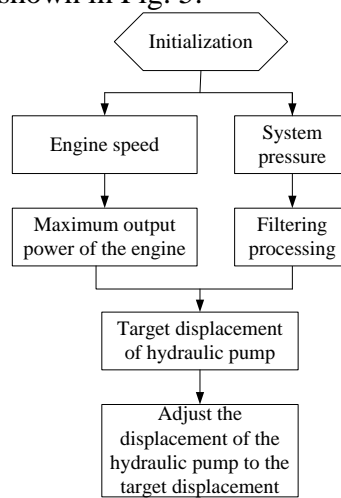 shown in Fig. 3.
Initialization
Engine speed
System
pressure
Maximum output
power of the engine
Filtering
processing
Target displacement
of hydraulic pump
Adjust the
displacement of the
hydraulic pump to the
target displacement